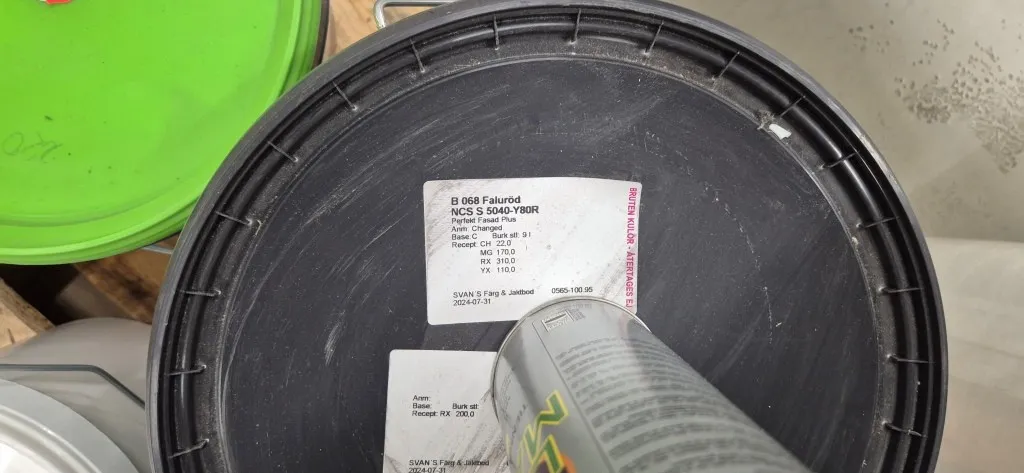 B 068 Faluröd
NCS S 5040-Y80R
Perfekt Fasad Plus
Anm: Changed
Base: C Burk stl: 9 l
Recept: CH 22,0
MG 170,0
RX 310,0
YX 110,0
SVAN´S Färg & Jaktbod 0565-100 95
2024-07-31
BRUTEN KULÖR - ÅTERTAGES EJ
Anm:
Base: Burk stl:
Recept: RX 200,0
SVAN´S Färg & Jaktbod
2024-07-31